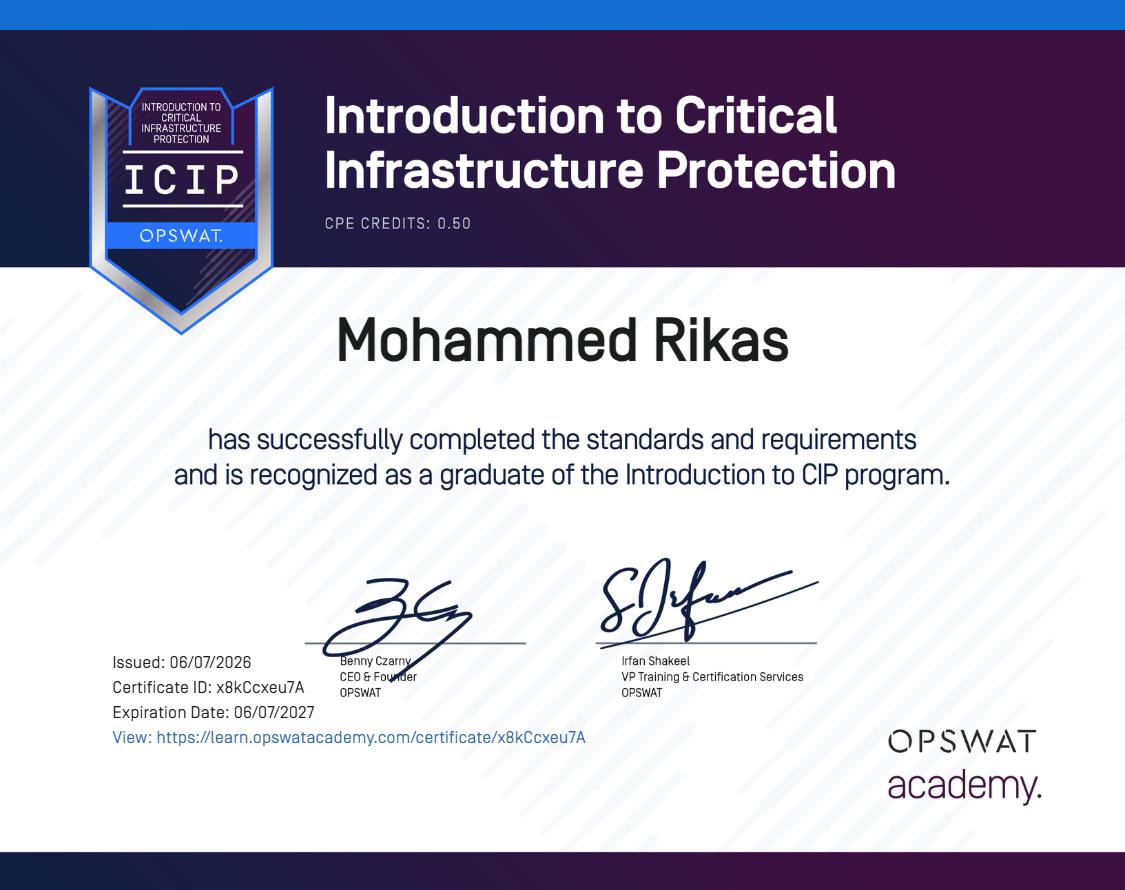 INTRODUCTION TO
CRITICAL
INFRASTRUCTURE
PROTECTION
ICIP
OPSWAT.
Introduction to Critical
Infrastructure Protection
CPE CREDITS: 0.50
Mohammed Rikas
has successfully completed the standards and requirements
and is recognized as a graduate of the Introduction to CIP program.
Benny Czarny
CEO & Founder
OPSWAT
Irfan Shakeel
VP Training & Certification Services
OPSWAT
Issued: 06/07/2026
Certificate ID: x8kCcxeu7A
Expiration Date: 06/07/2027
View: https://learn.opswatacademy.com/certificate/x8kCcxeu7A
OPSWAT
academy.